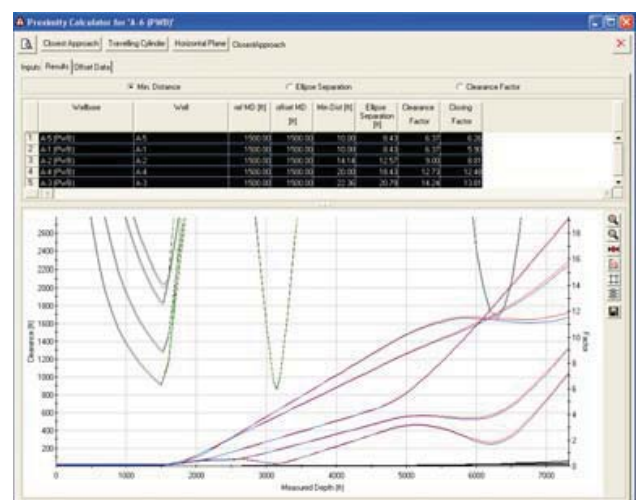 Proximity Calculator for 'A-6 (PWB)'
Closest Approach Travelling Cylinder Horizontal Plane ClosestApproach
Inputs Results Offset Data
Min. Distance Ellipse Separation Clearance Factor
Wellbore Well ref MD [ft] offset MD [ft] Min-Dist [ft] Ellipse Separation [ft] Clearance Factor Closing Factor
1 A-5 (PWB) A-5 1500.00 1500.00 10.00 8.43 6.37 6.28
2 A-1 (PWB) A-1 1500.00 1500.00 10.00 8.43 6.37 5.90
3 A-2 (PWB) A-2 1500.00 1500.00 14.14 12.57 9.00 8.81
4 A-4 (PWB) A-4 1500.00 1500.00 20.00 18.43 12.73 12.48
5 A-3 (PWB) A-3 1500.00 1500.00 22.36 20.79 14.24 13.81
2600
2400
2200
2000
1800
1600
1400
1200
1000
800
600
400
200
Clearance [ft]
18
16
14
12
10
8
6
4
2
0
Factor
0 1000 2000 3000 4000 5000 6000 7000
Measured Depth [ft]